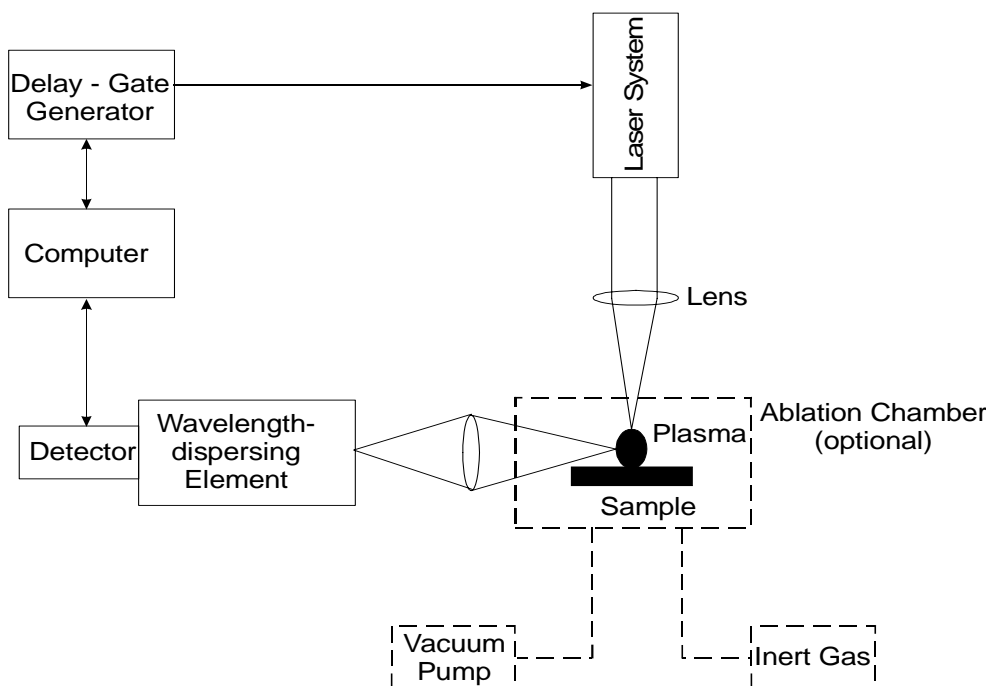 Delay - Gate
Generator
Laser System
Computer
Lens
Ablation Chamber
(optional)
Plasma
Wavelength-
dispersing
Element
Detector
Sample
Vacuum
Pump
Inert Gas